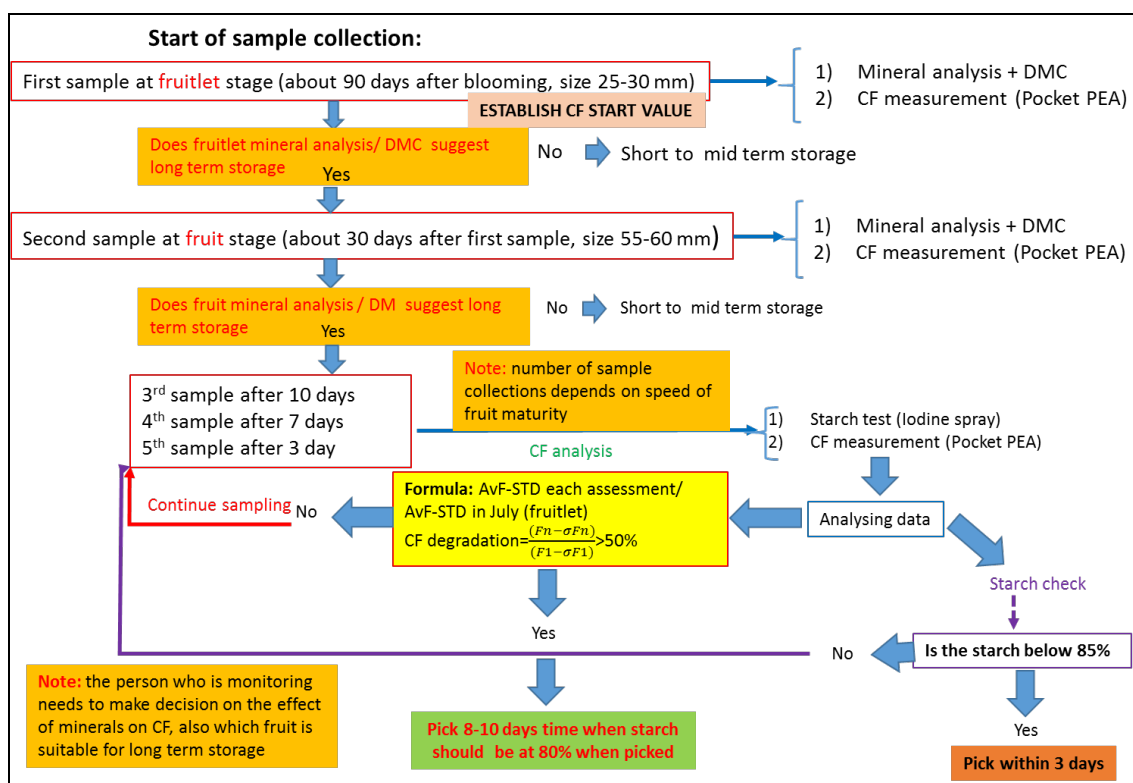 Start of sample collection:
First sample at fruitlet stage (about 90 days after blooming, size 25-30 mm)
1) Mineral analysis + DMC
2) CF measurement (Pocket PEA)
ESTABLISH CF START VALUE
Does fruitlet mineral analysis/ DMC suggest
long term storage
Yes
No
Short to mid term storage
Second sample at fruit stage (about 30 days after first sample, size 55-60 mm)
1) Mineral analysis + DMC
2) CF measurement (Pocket PEA)
Does fruit mineral analysis / DM suggest long
term storage
Yes
No
Short to mid term storage
3rd sample after 10 days
4th sample after 7 days
5th sample after 3 day
Note: number of sample
collections depends on speed of
fruit maturity
CF analysis
1) Starch test (Iodine spray)
2) CF measurement (Pocket PEA)
Continue sampling
No
Formula: AvF-STD each assessment/
AvF-STD in July (fruitlet)
CF degradation=(Fn−σFn)/(F1−σF1)>50%
Analysing data
Starch check
Yes
No
Is the starch below 85%
Note: the person who is monitoring
needs to make decision on the effect
of minerals on CF, also which fruit is
suitable for long term storage
Pick 8-10 days time when starch
should be at 80% when picked
Yes
Pick within 3 days